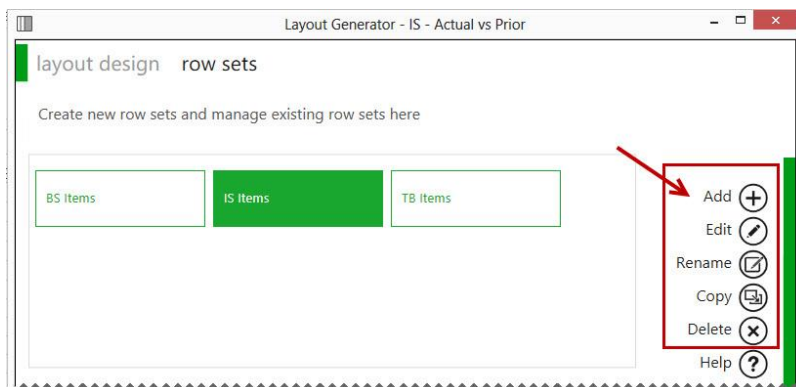 Layout Generator - IS - Actual vs Prior
layout design row sets
Create new row sets and manage existing row sets here
BS Items IS Items TB Items
Add
Edit
Rename
Copy
Delete
Help